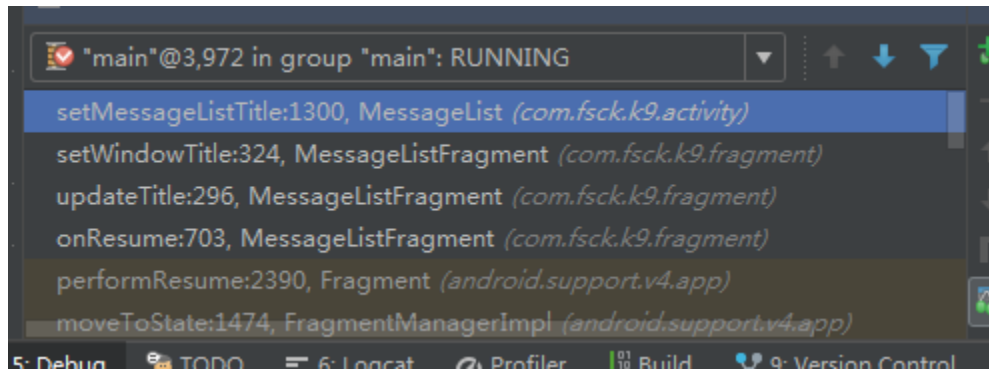 "main"@3,972 in group "main": RUNNING
setMessageListTitle:1300, MessageList (com.fsck.k9.activity)
setWindowTitle:324, MessageListFragment (com.fsck.k9.fragment)
updateTitle:296, MessageListFragment (com.fsck.k9.fragment)
onResume:703, MessageListFragment (com.fsck.k9.fragment)
performResume:2390, Fragment (android.support.v4.app)
moveToState:1474, FragmentManagerImpl (android.support.v4.app)
5: Debug TODO 6: Logcat Profiler Build 9: Version Control